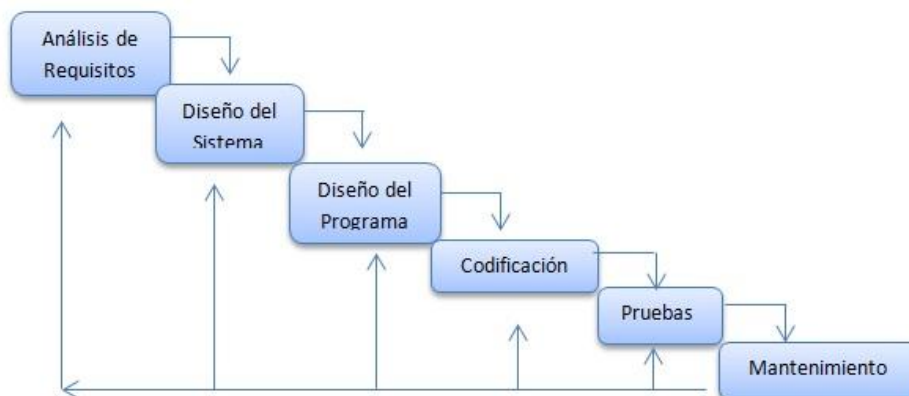 Análisis de
Requisitos
Diseño del
Sistema
Diseño del
Programa
Codificación
Pruebas
Mantenimiento